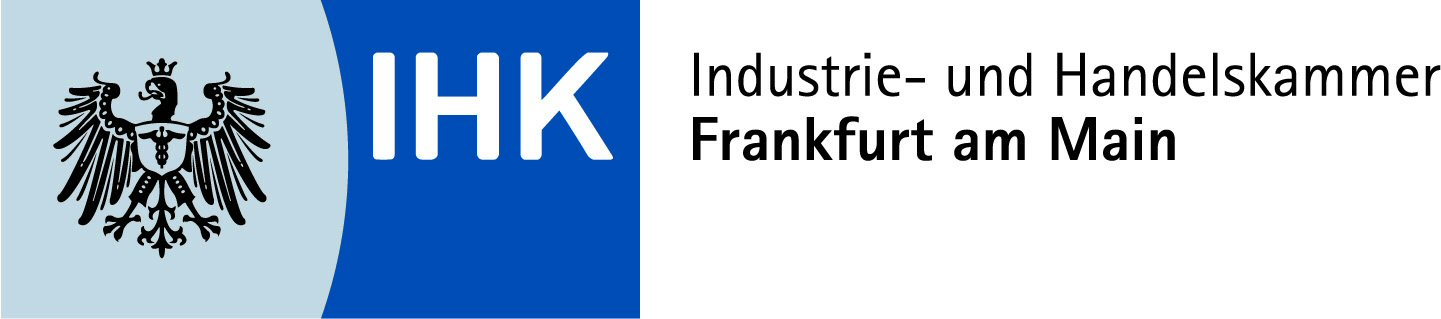 IHK
Industrie- und Handelskammer
Frankfurt am Main